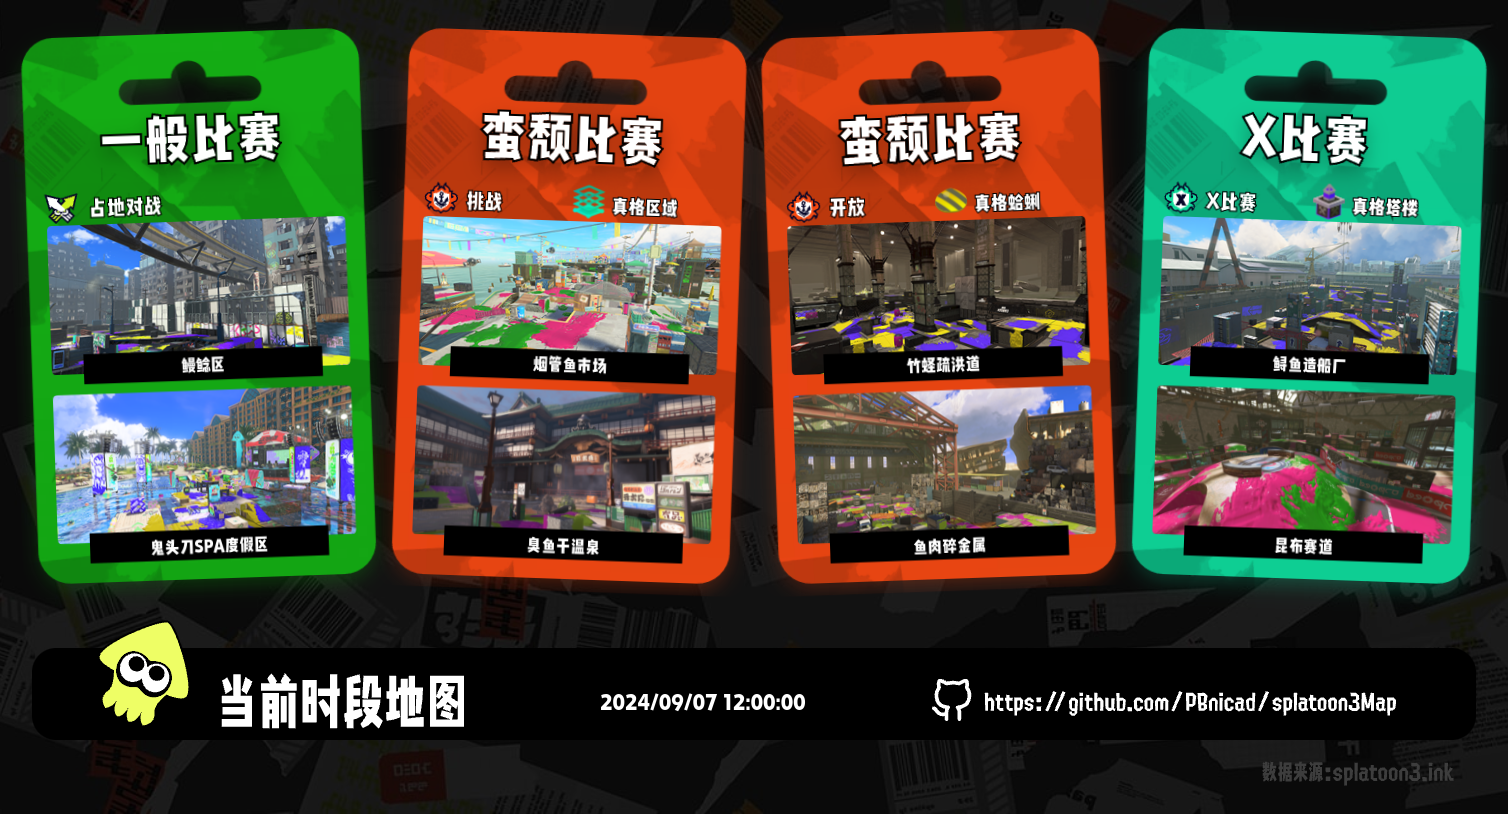 一般比赛
占地对战
鳗鲶区
鬼头刀SPA度假区
蛮颓比赛
挑战
真格区域
烟管鱼市场
臭鱼干温泉
蛮颓比赛
开放
真格蛤蜊
竹蛏疏洪道
鱼肉碎金属
X比赛
X比赛
真格塔楼
鲟鱼造船厂
昆布赛道
当前时段地图
2024/09/07 12:00:00
https://github.com/PBnicad/splatoon3Map
数据来源:splatoon3.ink